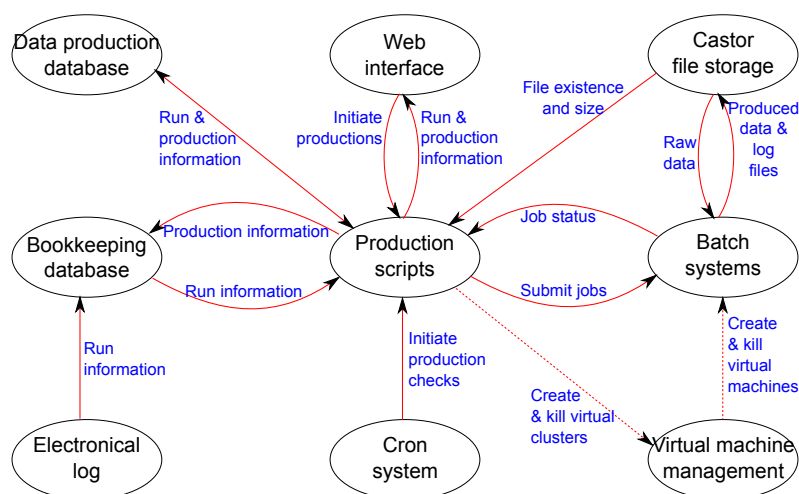 Data production
database
Web
interface
Castor
file storage
Run &
production
information
Initiate
productions
Run &
production
information
File existence
and size
Raw
data
Produced
data &
log
files
Bookkeeping
database
Production information
Run information
Production
scripts
Job status
Submit jobs
Batch
systems
Run
information
Initiate
production
checks
Create
& kill virtual
clusters
Create
& kill
virtual
machines
Electronical
log
Cron
system
Virtual machine
management